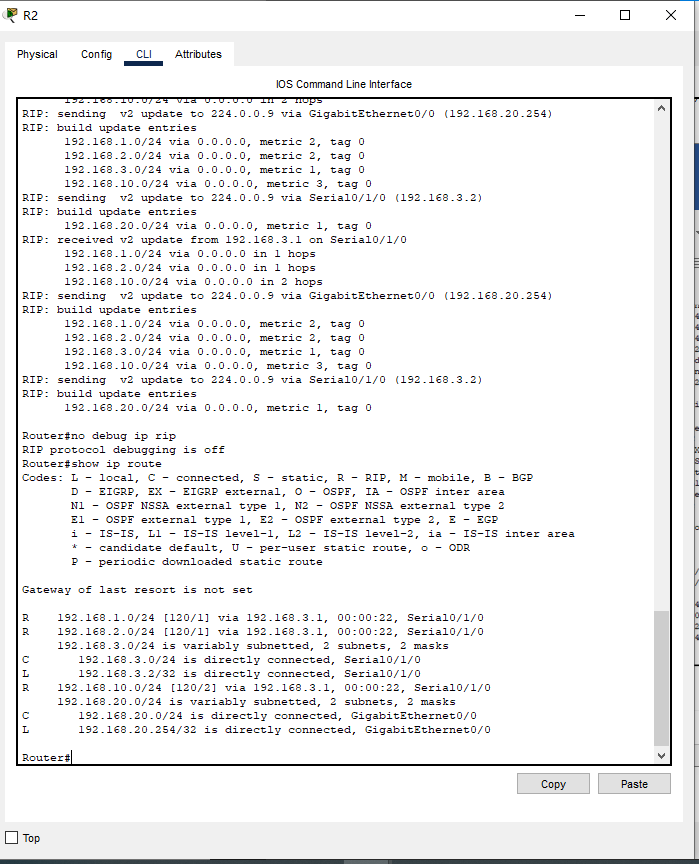 R2
Physical Config CLI Attributes
IOS Command Line Interface
192.168.10.0/24 via 0.0.0.0 in 2 hops
RIP: sending  v2 update to 224.0.0.9 via GigabitEthernet0/0 (192.168.20.254)
RIP: build update entries
      192.168.1.0/24 via 0.0.0.0, metric 2, tag 0
      192.168.2.0/24 via 0.0.0.0, metric 2, tag 0
      192.168.3.0/24 via 0.0.0.0, metric 1, tag 0
      192.168.10.0/24 via 0.0.0.0, metric 3, tag 0
RIP: sending  v2 update to 224.0.0.9 via Serial0/1/0 (192.168.3.2)
RIP: build update entries
      192.168.20.0/24 via 0.0.0.0, metric 1, tag 0
RIP: received v2 update from 192.168.3.1 on Serial0/1/0
      192.168.1.0/24 via 0.0.0.0 in 1 hops
      192.168.2.0/24 via 0.0.0.0 in 1 hops
      192.168.10.0/24 via 0.0.0.0 in 2 hops
RIP: sending  v2 update to 224.0.0.9 via GigabitEthernet0/0 (192.168.20.254)
RIP: build update entries
      192.168.1.0/24 via 0.0.0.0, metric 2, tag 0
      192.168.2.0/24 via 0.0.0.0, metric 2, tag 0
      192.168.3.0/24 via 0.0.0.0, metric 1, tag 0
      192.168.10.0/24 via 0.0.0.0, metric 3, tag 0
RIP: sending  v2 update to 224.0.0.9 via Serial0/1/0 (192.168.3.2)
RIP: build update entries
      192.168.20.0/24 via 0.0.0.0, metric 1, tag 0
Router#no debug ip rip
RIP protocol debugging is off
Router#show ip route
Codes: L - local, C - connected, S - static, R - RIP, M - mobile, B - BGP
       D - EIGRP, EX - EIGRP external, O - OSPF, IA - OSPF inter area
       N1 - OSPF NSSA external type 1, N2 - OSPF NSSA external type 2
       E1 - OSPF external type 1, E2 - OSPF external type 2, E - EGP
       i - IS-IS, L1 - IS-IS level-1, L2 - IS-IS level-2, ia - IS-IS inter area
       * - candidate default, U - per-user static route, o - ODR
       P - periodic downloaded static route
Gateway of last resort is not set
R    192.168.1.0/24 [120/1] via 192.168.3.1, 00:00:22, Serial0/1/0
R    192.168.2.0/24 [120/1] via 192.168.3.1, 00:00:22, Serial0/1/0
     192.168.3.0/24 is variably subnetted, 2 subnets, 2 masks
C       192.168.3.0/24 is directly connected, Serial0/1/0
L       192.168.3.2/32 is directly connected, Serial0/1/0
R    192.168.10.0/24 [120/2] via 192.168.3.1, 00:00:22, Serial0/1/0
     192.168.20.0/24 is variably subnetted, 2 subnets, 2 masks
C       192.168.20.0/24 is directly connected, GigabitEthernet0/0
L       192.168.20.254/32 is directly connected, GigabitEthernet0/0
Router#
Copy Paste
Top